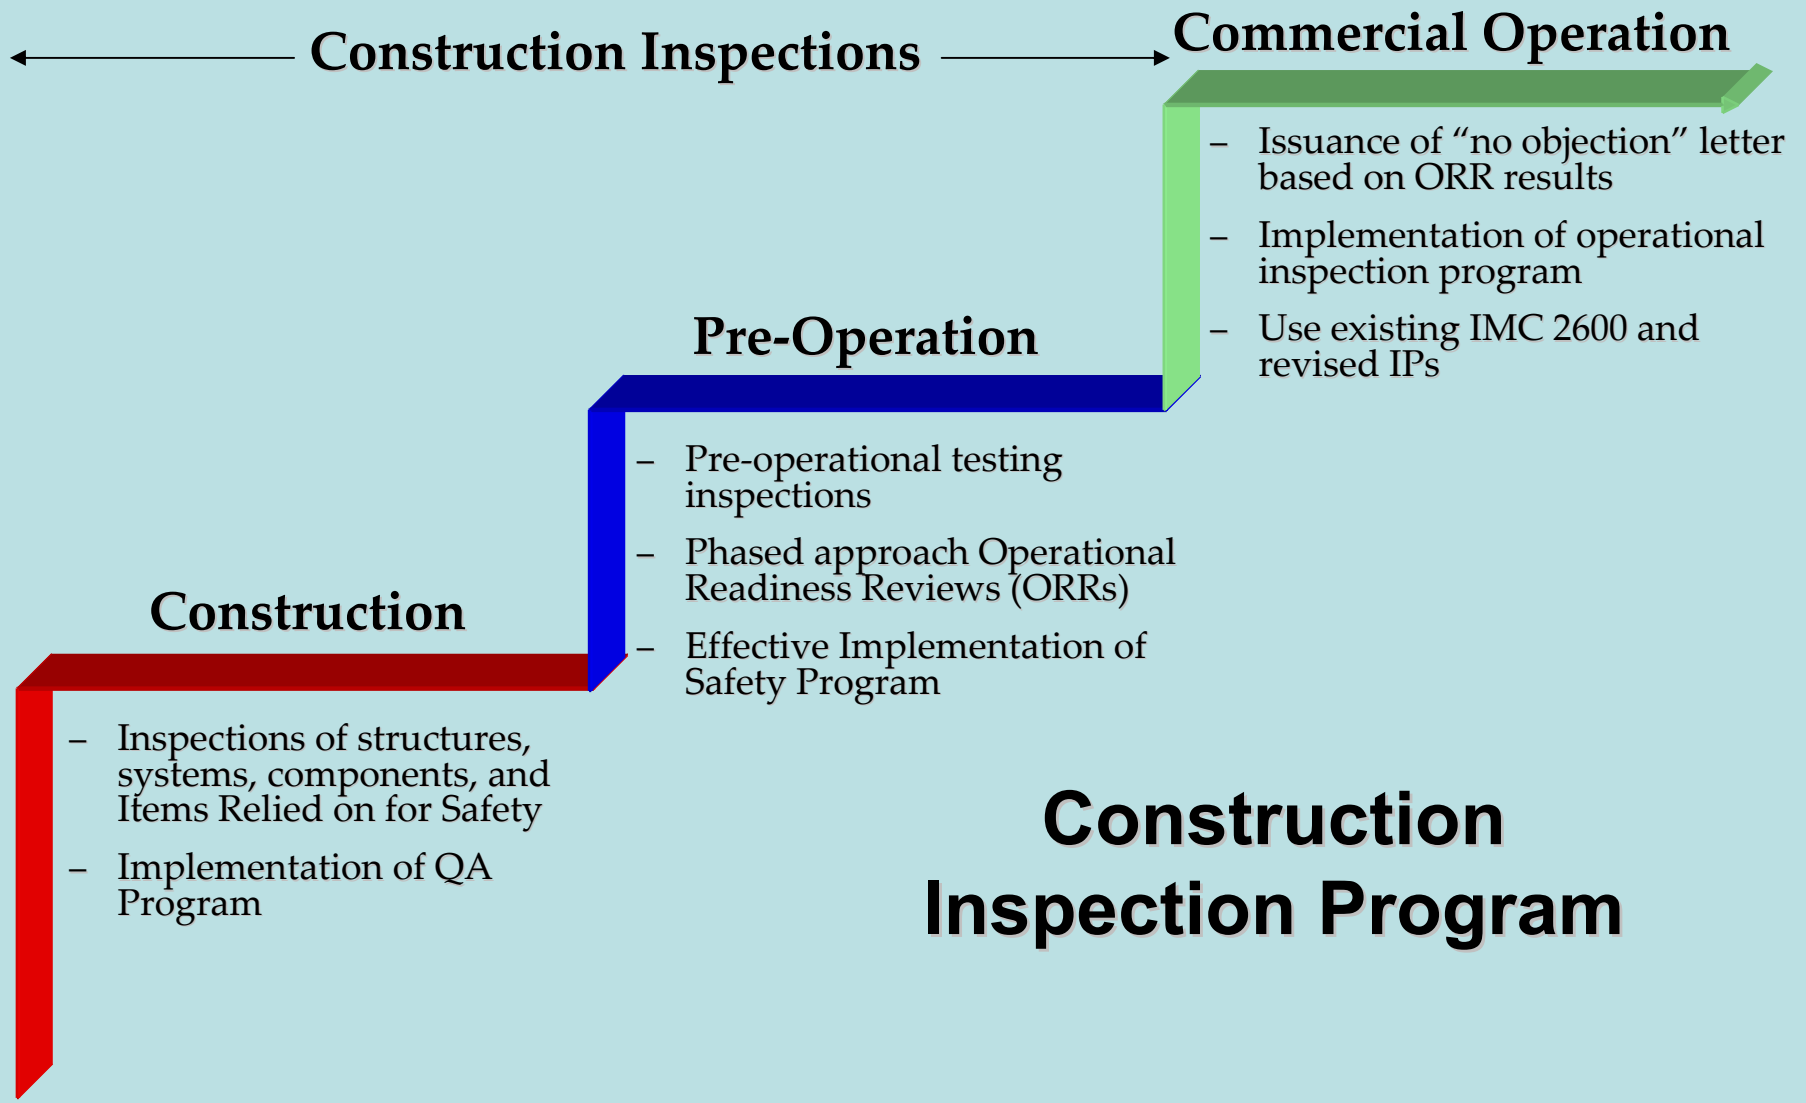 Construction Inspections
Commercial Operation
– Issuance of “no objection” letter
based on ORR results
– Implementation of operational
inspection program
– Use existing IMC 2600 and
revised IPs
Pre-Operation
– Pre-operational testing
inspections
– Phased approach Operational
Readiness Reviews (ORRs)
– Effective Implementation of
Safety Program
Construction
– Inspections of structures,
systems, components, and
Items Relied on for Safety
– Implementation of QA
Program
Construction
Inspection Program